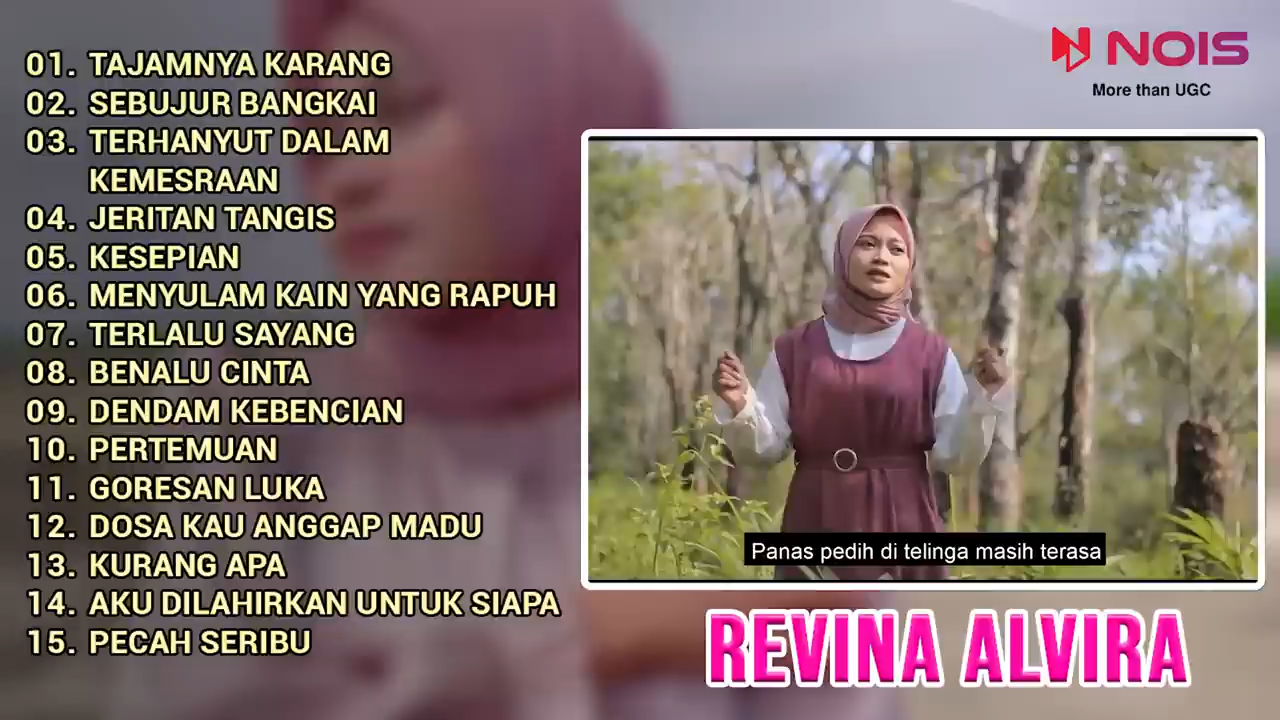 01. TAJAMNYA KARANG
02. SEBUJUR BANGKAI
03. TERHANYUT DALAM
KEMESRAAN
04. JERITAN TANGIS
05. KESEPIAN
06. MENYULAM KAIN YANG RAPUH
07. TERLALU SAYANG
08. BENALU CINTA
09. DENDAM KEBENCIAN
10. PERTEMUAN
11. GORESAN LUKA
12. DOSA KAU ANGGAP MADU
13. KURANG APA
14. AKU DILAHIRKAN UNTUK SIAPA
15. PECAH SERIBU
NOIS
More than UGC
Panas pedih di telinga masih terasa
REVINA ALVIRA